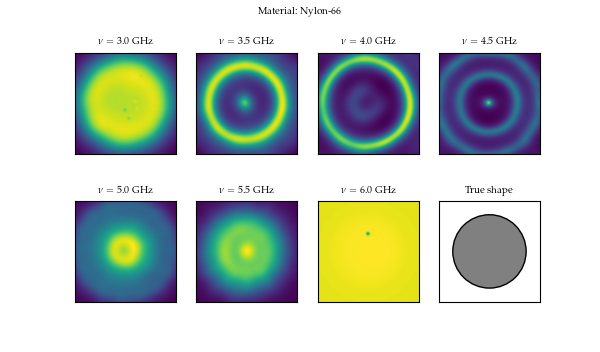 Material: Nylon-66
ν = 3.0 GHz
ν = 3.5 GHz
ν = 4.0 GHz
ν = 4.5 GHz
ν = 5.0 GHz
ν = 5.5 GHz
ν = 6.0 GHz
True shape